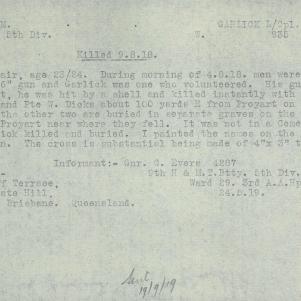 M. GARLICK L/Cpl.
5th Div. W. 935
Killed 9.8.18.
air, age 23/24. During morning of 4.8.18. men were
6" gun and Garlick was one who volunteered. His gu
t, he was hit by a shell and killed instantly with
and Pte W. Dicks about 100 yards E from Proyart on
the other two are buried in separate graves on the
Proyart near where they fell. It was not in a Ceme
ick killed and buried. I painted the names on the
n. The cross is substantial being made of 4"x 3" t
Informant:- Gnr. C. Evers 4287
9th H & M.T.Btty. 5th Div.
ff Terrace, Ward 29. 3rd A.A.Hp
ate Hill, 24.5.19.
Brisbane. Queensland.
Sent
19/9/19